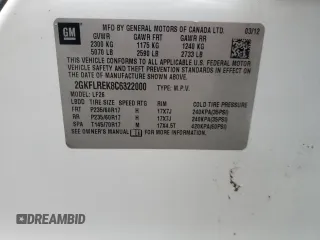 GM
MFD BY GENERAL MOTORS OF CANADA LTD.
03/12
GVWR GAWR FRT GAWR RR
2300 KG 1175 KG 1240 KG
5070 LB 2590 LB 2733 LB
THIS VEHICLE CONFORMS TO ALL APPLICABLE U.S. FEDERAL MOTOR
VEHICLE SAFETY, BUMPER, AND THEFT PREVENTION STANDARDS IN
EFFECT ON THE DATE OF MANUFACTURE SHOWN ABOVE.
2GKFLREK8C6322000 TYPE: M.P.V.
MODEL: LF26
TIRE SIZE SPEED RTG RIM COLD TIRE PRESSURE
FRT P235/60R17 H 17X7J 240KPA(35PSI)
RR P235/60R17 H 17X7J 240KPA(35PSI)
SPA T145/70R17 M 17X4.5T 420KPA(60PSI)
SEE OWNER'S MANUAL FOR MORE INFORMATION.
© DREAMBID